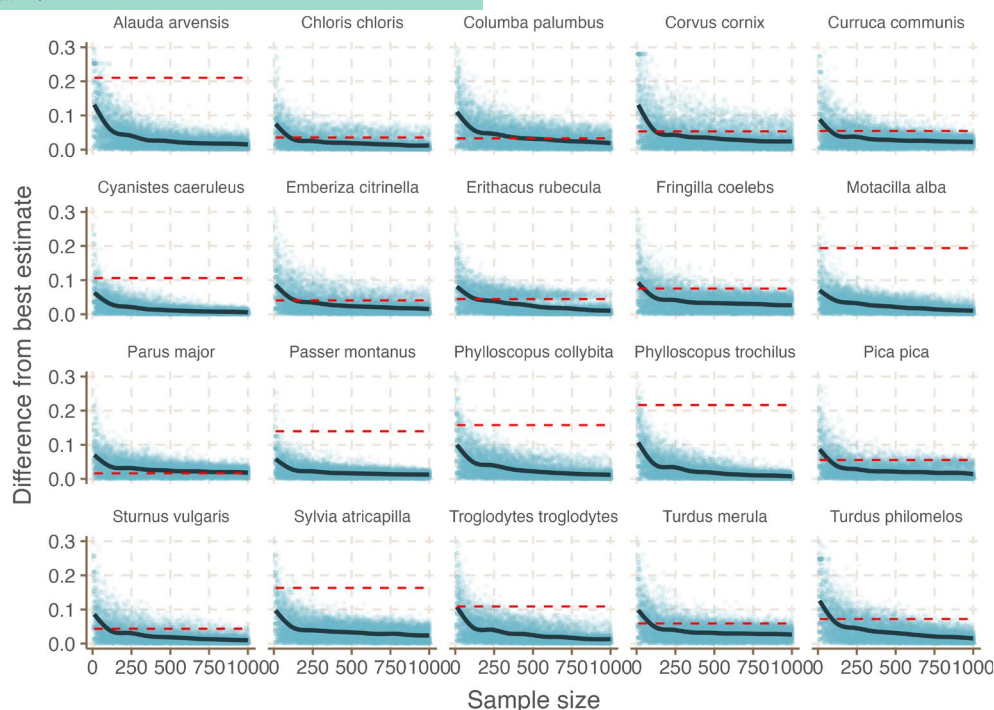 Alauda arvensis Chloris chloris Columba palumbus Corvus cornix Curruca communis
0.3
0.2
0.1
0.0
Cyanistes caeruleus Emberiza citrinella Erithacus rubecula Fringilla coelebs Motacilla alba
0.3
0.2
0.1
0.0
Parus major Passer montanus Phylloscopus collybita Phylloscopus trochilus Pica pica
0.3
0.2
0.1
0.0
Sturnus vulgaris Sylvia atricapilla Troglodytes troglodytes Turdus merula Turdus philomelos
0.3
0.2
0.1
0.0
0 250 500 750 1000 250 500 750 1000 250 500 750 1000 250 500 750 1000 250 500 750 1000
Sample size
Difference from best estimate